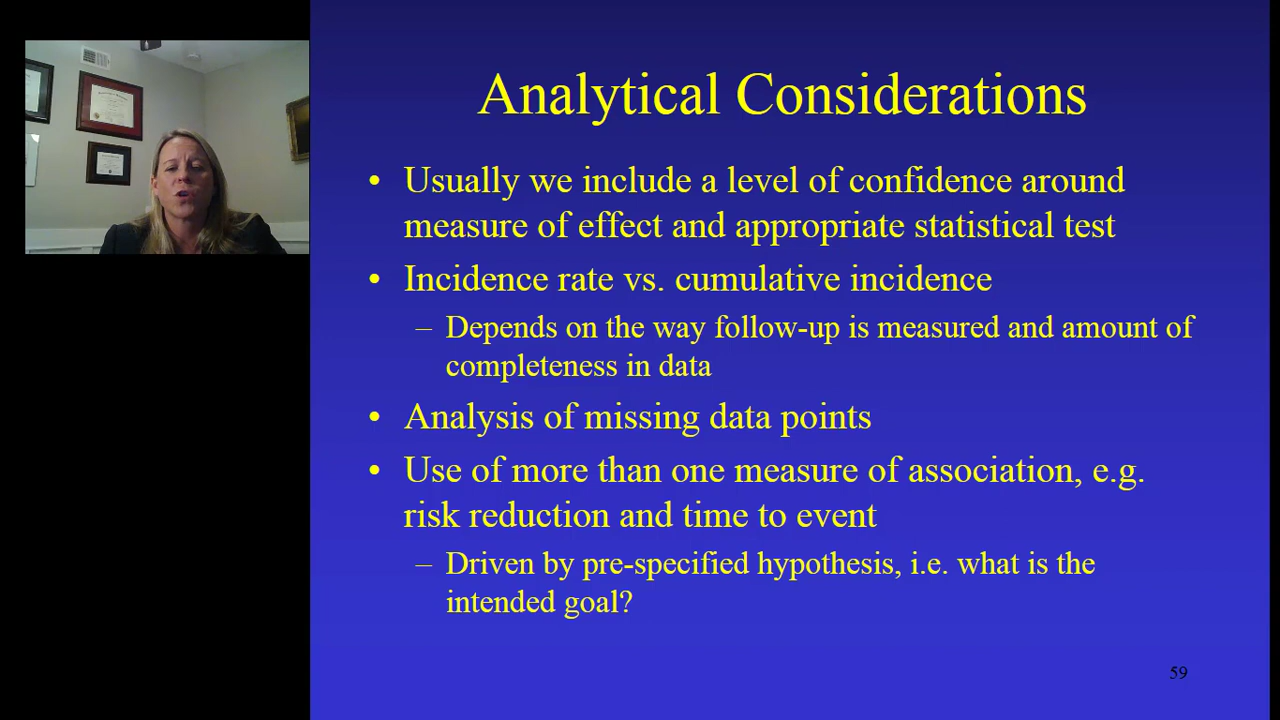 Analytical Considerations
• Usually we include a level of confidence around
measure of effect and appropriate statistical test
• Incidence rate vs. cumulative incidence
– Depends on the way follow-up is measured and amount of
completeness in data
• Analysis of missing data points
• Use of more than one measure of association, e.g.
risk reduction and time to event
– Driven by pre-specified hypothesis, i.e. what is the
intended goal?
59